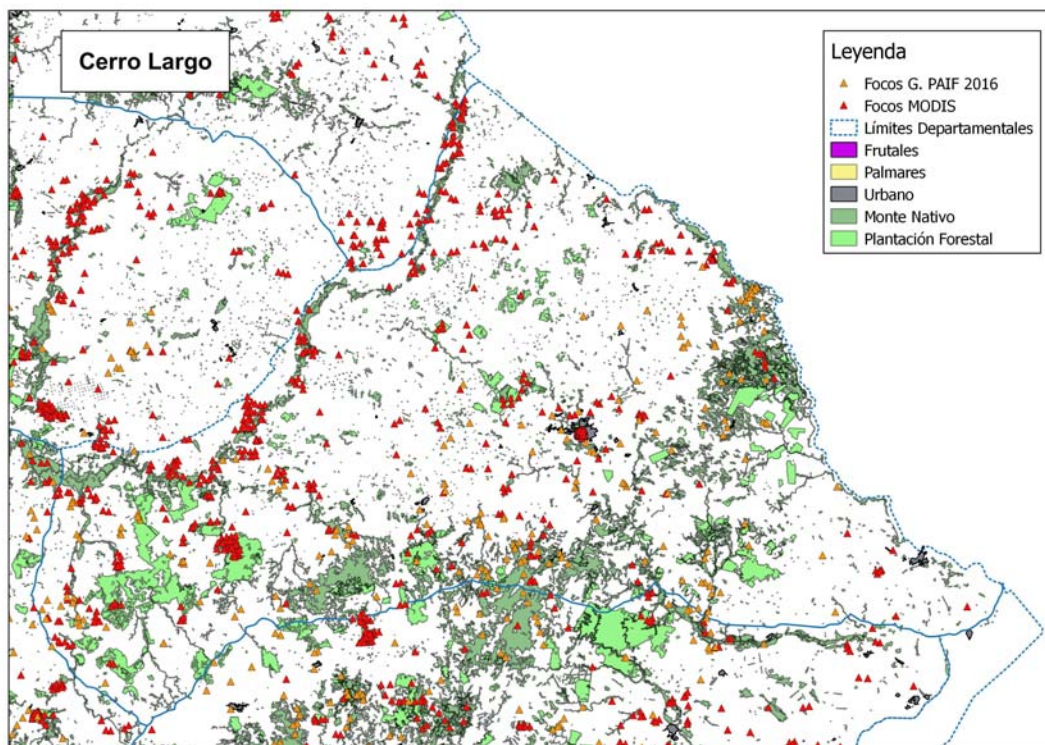 Cerro Largo
Leyenda
Focos G. PAIF 2016
Focos MODIS
Límites Departamentales
Frutales
Palmares
Urbano
Monte Nativo
Plantación Forestal